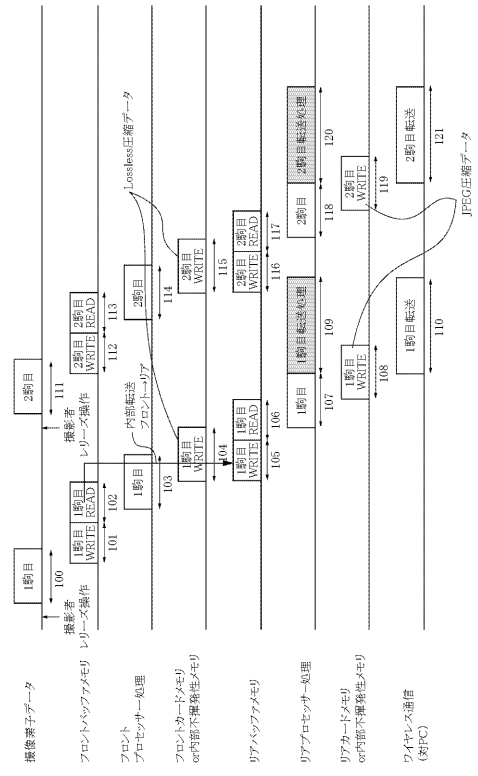 撮像素子データ
撮影者
レリーズ操作
1駒目
100
撮影者
レリーズ操作
2駒目
111
フロントバッファメモリ
1駒目
WRITE
101
1駒目
READ
102
2駒目
WRITE
112
2駒目
READ
113
フロント
プロセッサー処理
1駒目
103
内部転送
フロント→リア
2駒目
114
フロントカードメモリ
or内部不揮発性メモリ
1駒目
WRITE
104
2駒目
WRITE
115
Lossless圧縮データ
リアバッファメモリ
1駒目
WRITE
105
1駒目
READ
106
2駒目
WRITE
116
2駒目
READ
117
リアプロセッサー処理
1駒目
107
1駒目転送処理
109
2駒目
118
2駒目転送処理
120
リアカードメモリ
or内部不揮発性メモリ
1駒目
WRITE
108
2駒目
WRITE
119
JPEG圧縮データ
ワイヤレス通信
(対PC)
1駒目転送
110
2駒目転送
121